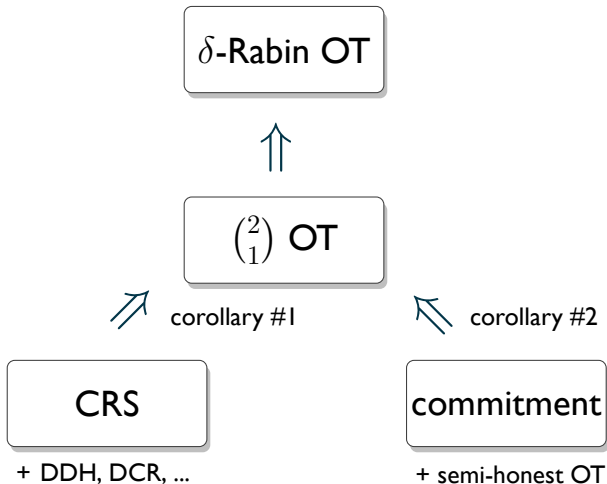 δ-Rabin OT
⇑
(2 1) OT
⇗ corollary #1 ⇖ corollary #2
CRS commitment
+ DDH, DCR, ... + semi-honest OT